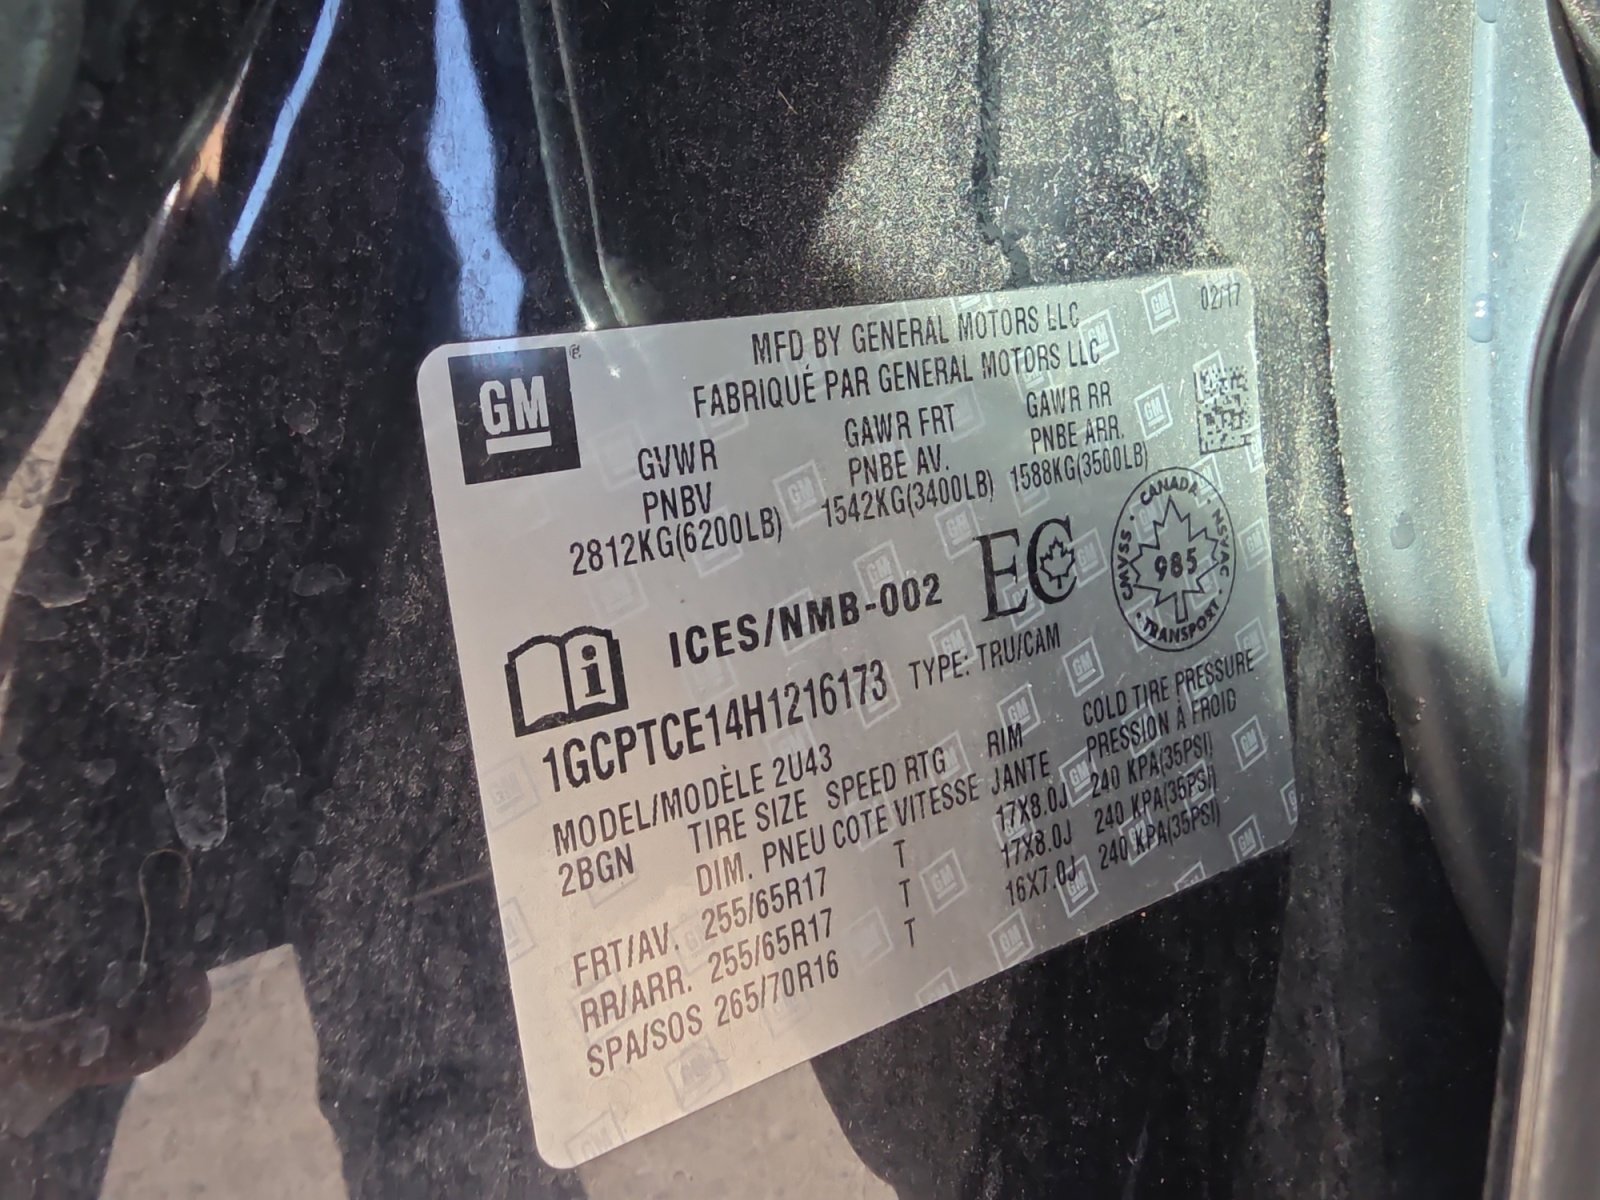 GM®
02/17
MFD BY GENERAL MOTORS LLC
FABRIQUÉ PAR GENERAL MOTORS LLC
GVWR GAWR FRT GAWR RR
PNBV PNBE AV. PNBE ARR.
2812KG(6200LB) 1542KG(3400LB) 1588KG(3500LB)
ICES/NMB-002 EC
CANADA · NSVAC · TRANSPORT · CMVSS ·
985
1GCPTCE14H1216173 TYPE: TRU/CAM
MODEL/MODÈLE 2U43
2BGN TIRE SIZE SPEED RTG RIM COLD TIRE PRESSURE
DIM. PNEU COTE VITESSE JANTE PRESSION À FROID
FRT/AV. 255/65R17 T 17X8.0J 240 KPA(35PSI)
RR/ARR. 255/65R17 T 17X8.0J 240 KPA(35PSI)
SPA/SOS 265/70R16 T 16X7.0J 240 KPA(35PSI)